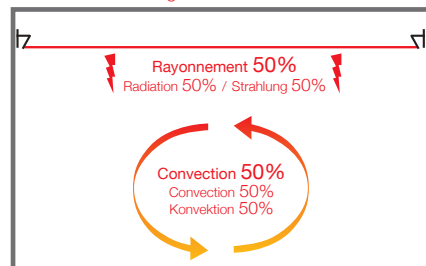 Rayonnement 50%
Radiation 50% / Strahlung 50%
Convection 50%
Convection 50%
Konvektion 50%